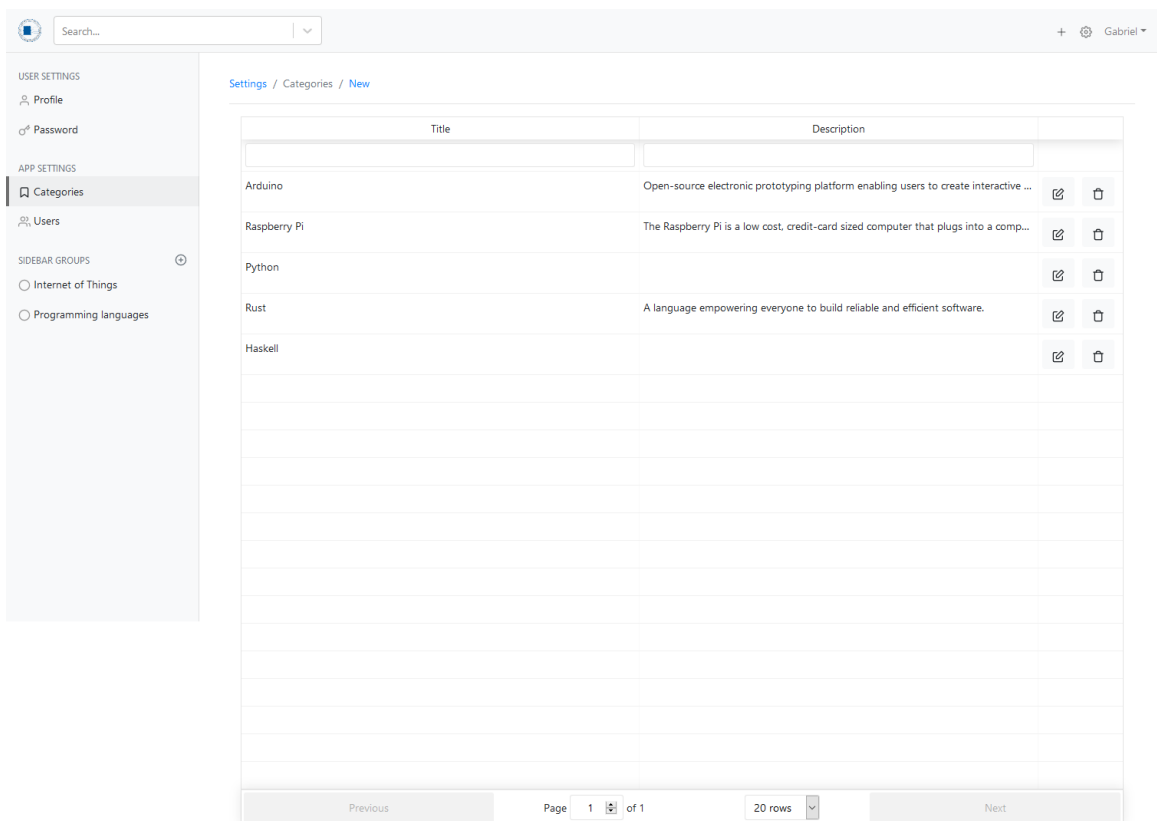 Search...
Gabriel
USER SETTINGS
Profile
Password
APP SETTINGS
Categories
Users
SIDEBAR GROUPS
Internet of Things
Programming languages
Settings / Categories / New
Title Description
Arduino Open-source electronic prototyping platform enabling users to create interactive ...
Raspberry Pi The Raspberry Pi is a low cost, credit-card sized computer that plugs into a comp...
Python
Rust A language empowering everyone to build reliable and efficient software.
Haskell
Previous Page 1 of 1 20 rows Next